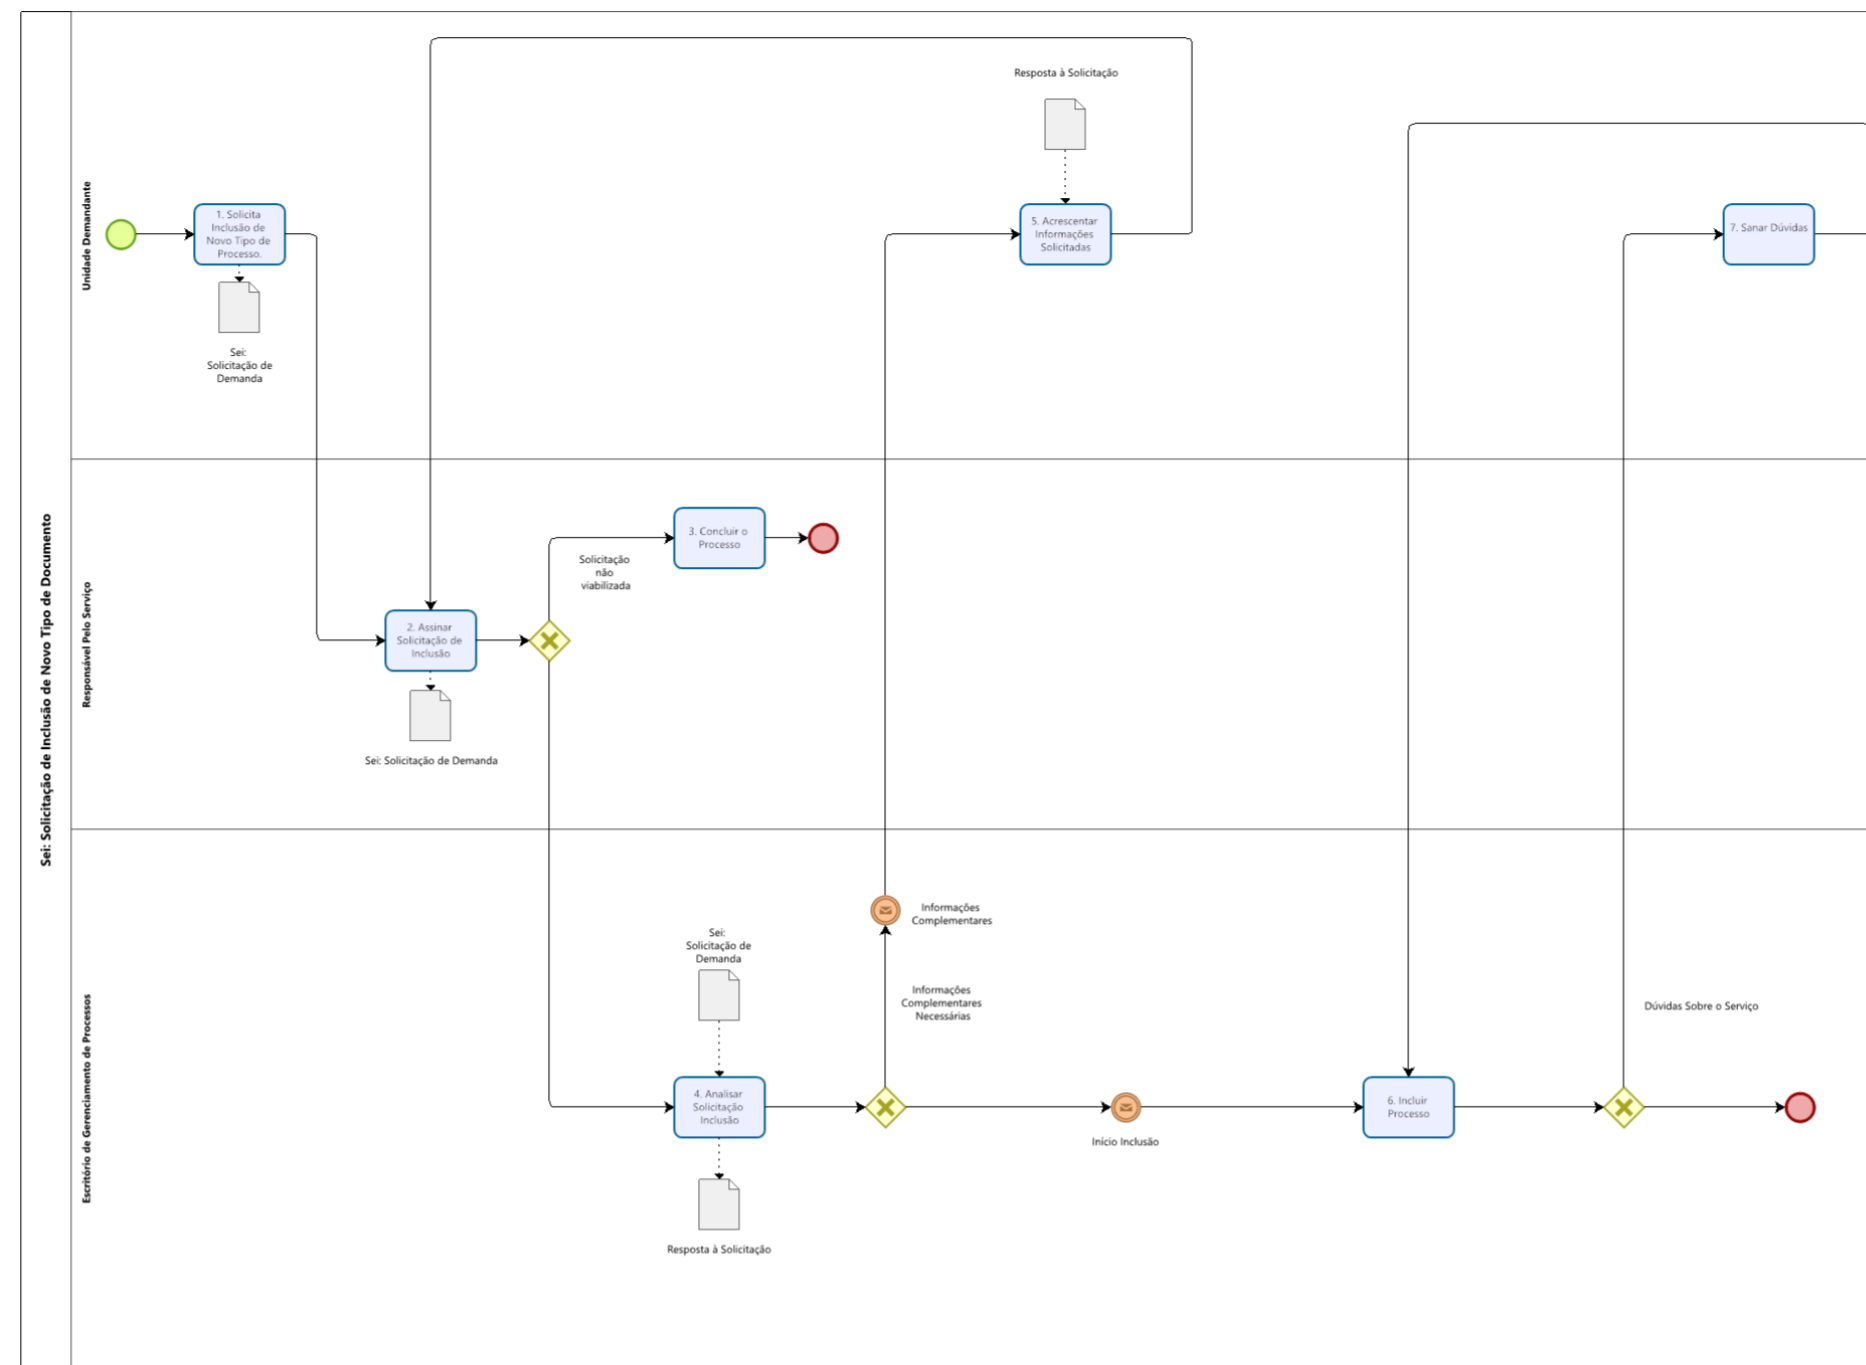 Sei: Solicitação de Inclusão de Novo Tipo de Documento
Unidade Demandante
Resposta à Solicitação
1. Solicita
Inclusão de
Novo Tipo de
Processo.
5. Acrescentar
Informações
Solicitadas
7. Sanar Dúvidas
Sei:
Solicitação de
Demanda
Responsável Pelo Serviço
3. Concluir o
Processo
Solicitação
não
viabilizada
2. Assinar
Solicitação de
Inclusão
Sei: Solicitação de Demanda
Escritório de Gerenciamento de Processos
Informações
Complementares
Sei:
Solicitação de
Demanda
Informações
Complementares
Necessárias
Dúvidas Sobre o Serviço
4. Analisar
Solicitação
Inclusão
Início Inclusão
6. Incluir
Processo
Resposta à Solicitação